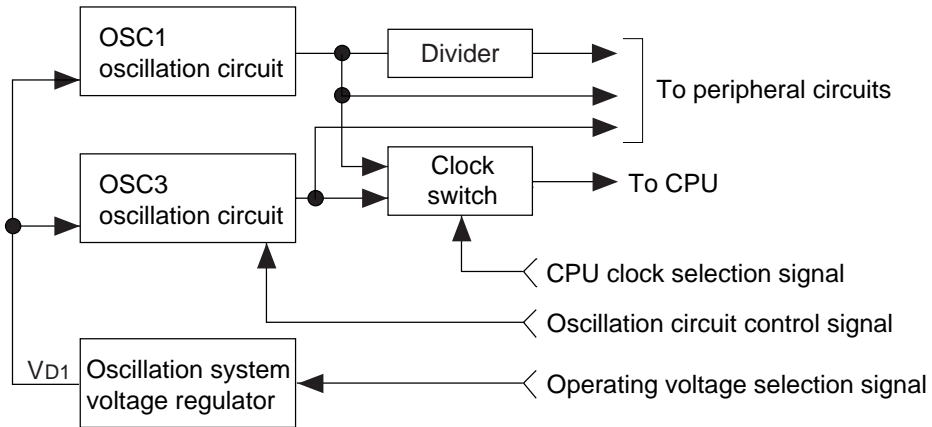 OSC1
oscillation circuit
Divider
To peripheral circuits
OSC3
oscillation circuit
Clock
switch
To CPU
CPU clock selection signal
Oscillation circuit control signal
VD1
Oscillation system
voltage regulator
Operating voltage selection signal